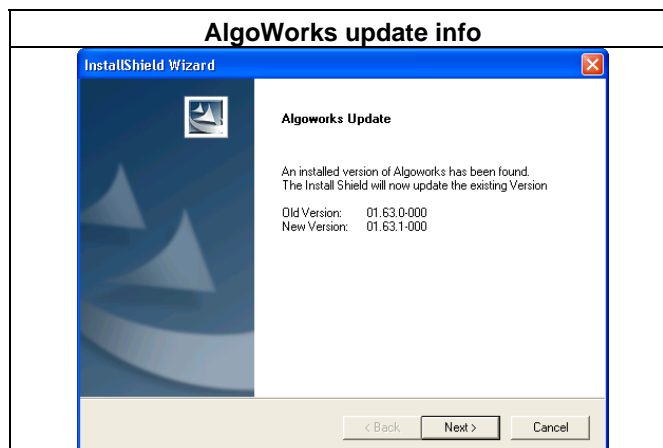 AlgoWorks update info
InstallShield Wizard
Algoworks Update
An installed version of Algoworks has been found.
The Install Shield will now update the existing Version
Old Version: 01.63.0-000
New Version: 01.63.1-000
< Back Next > Cancel